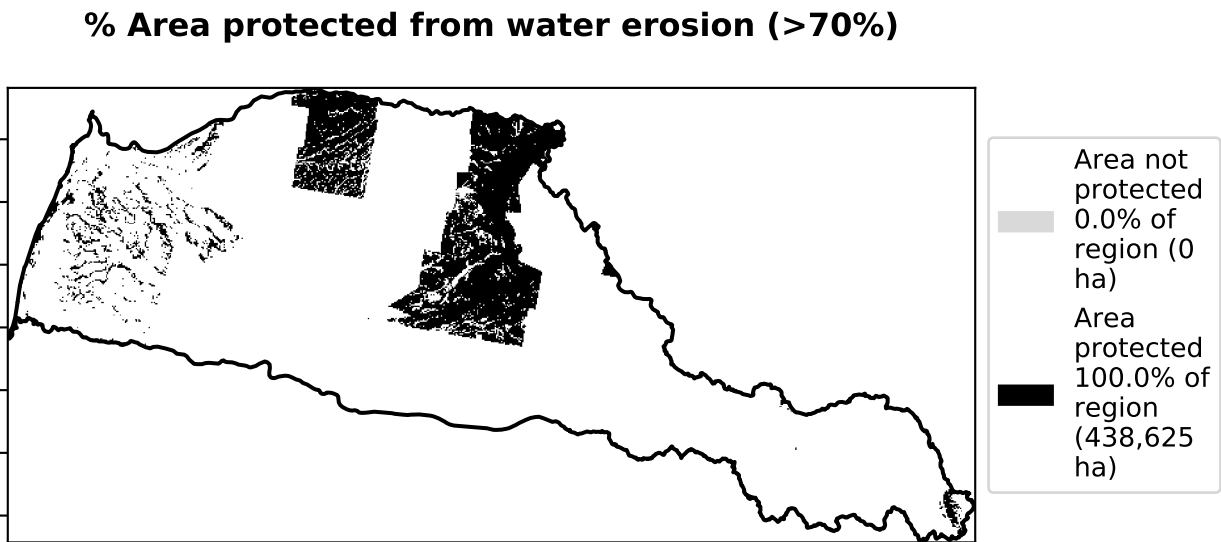 % Area protected from water erosion (>70%)
Area not
protected
0.0% of
region (0
ha)
Area
protected
100.0% of
region
(438,625
ha)